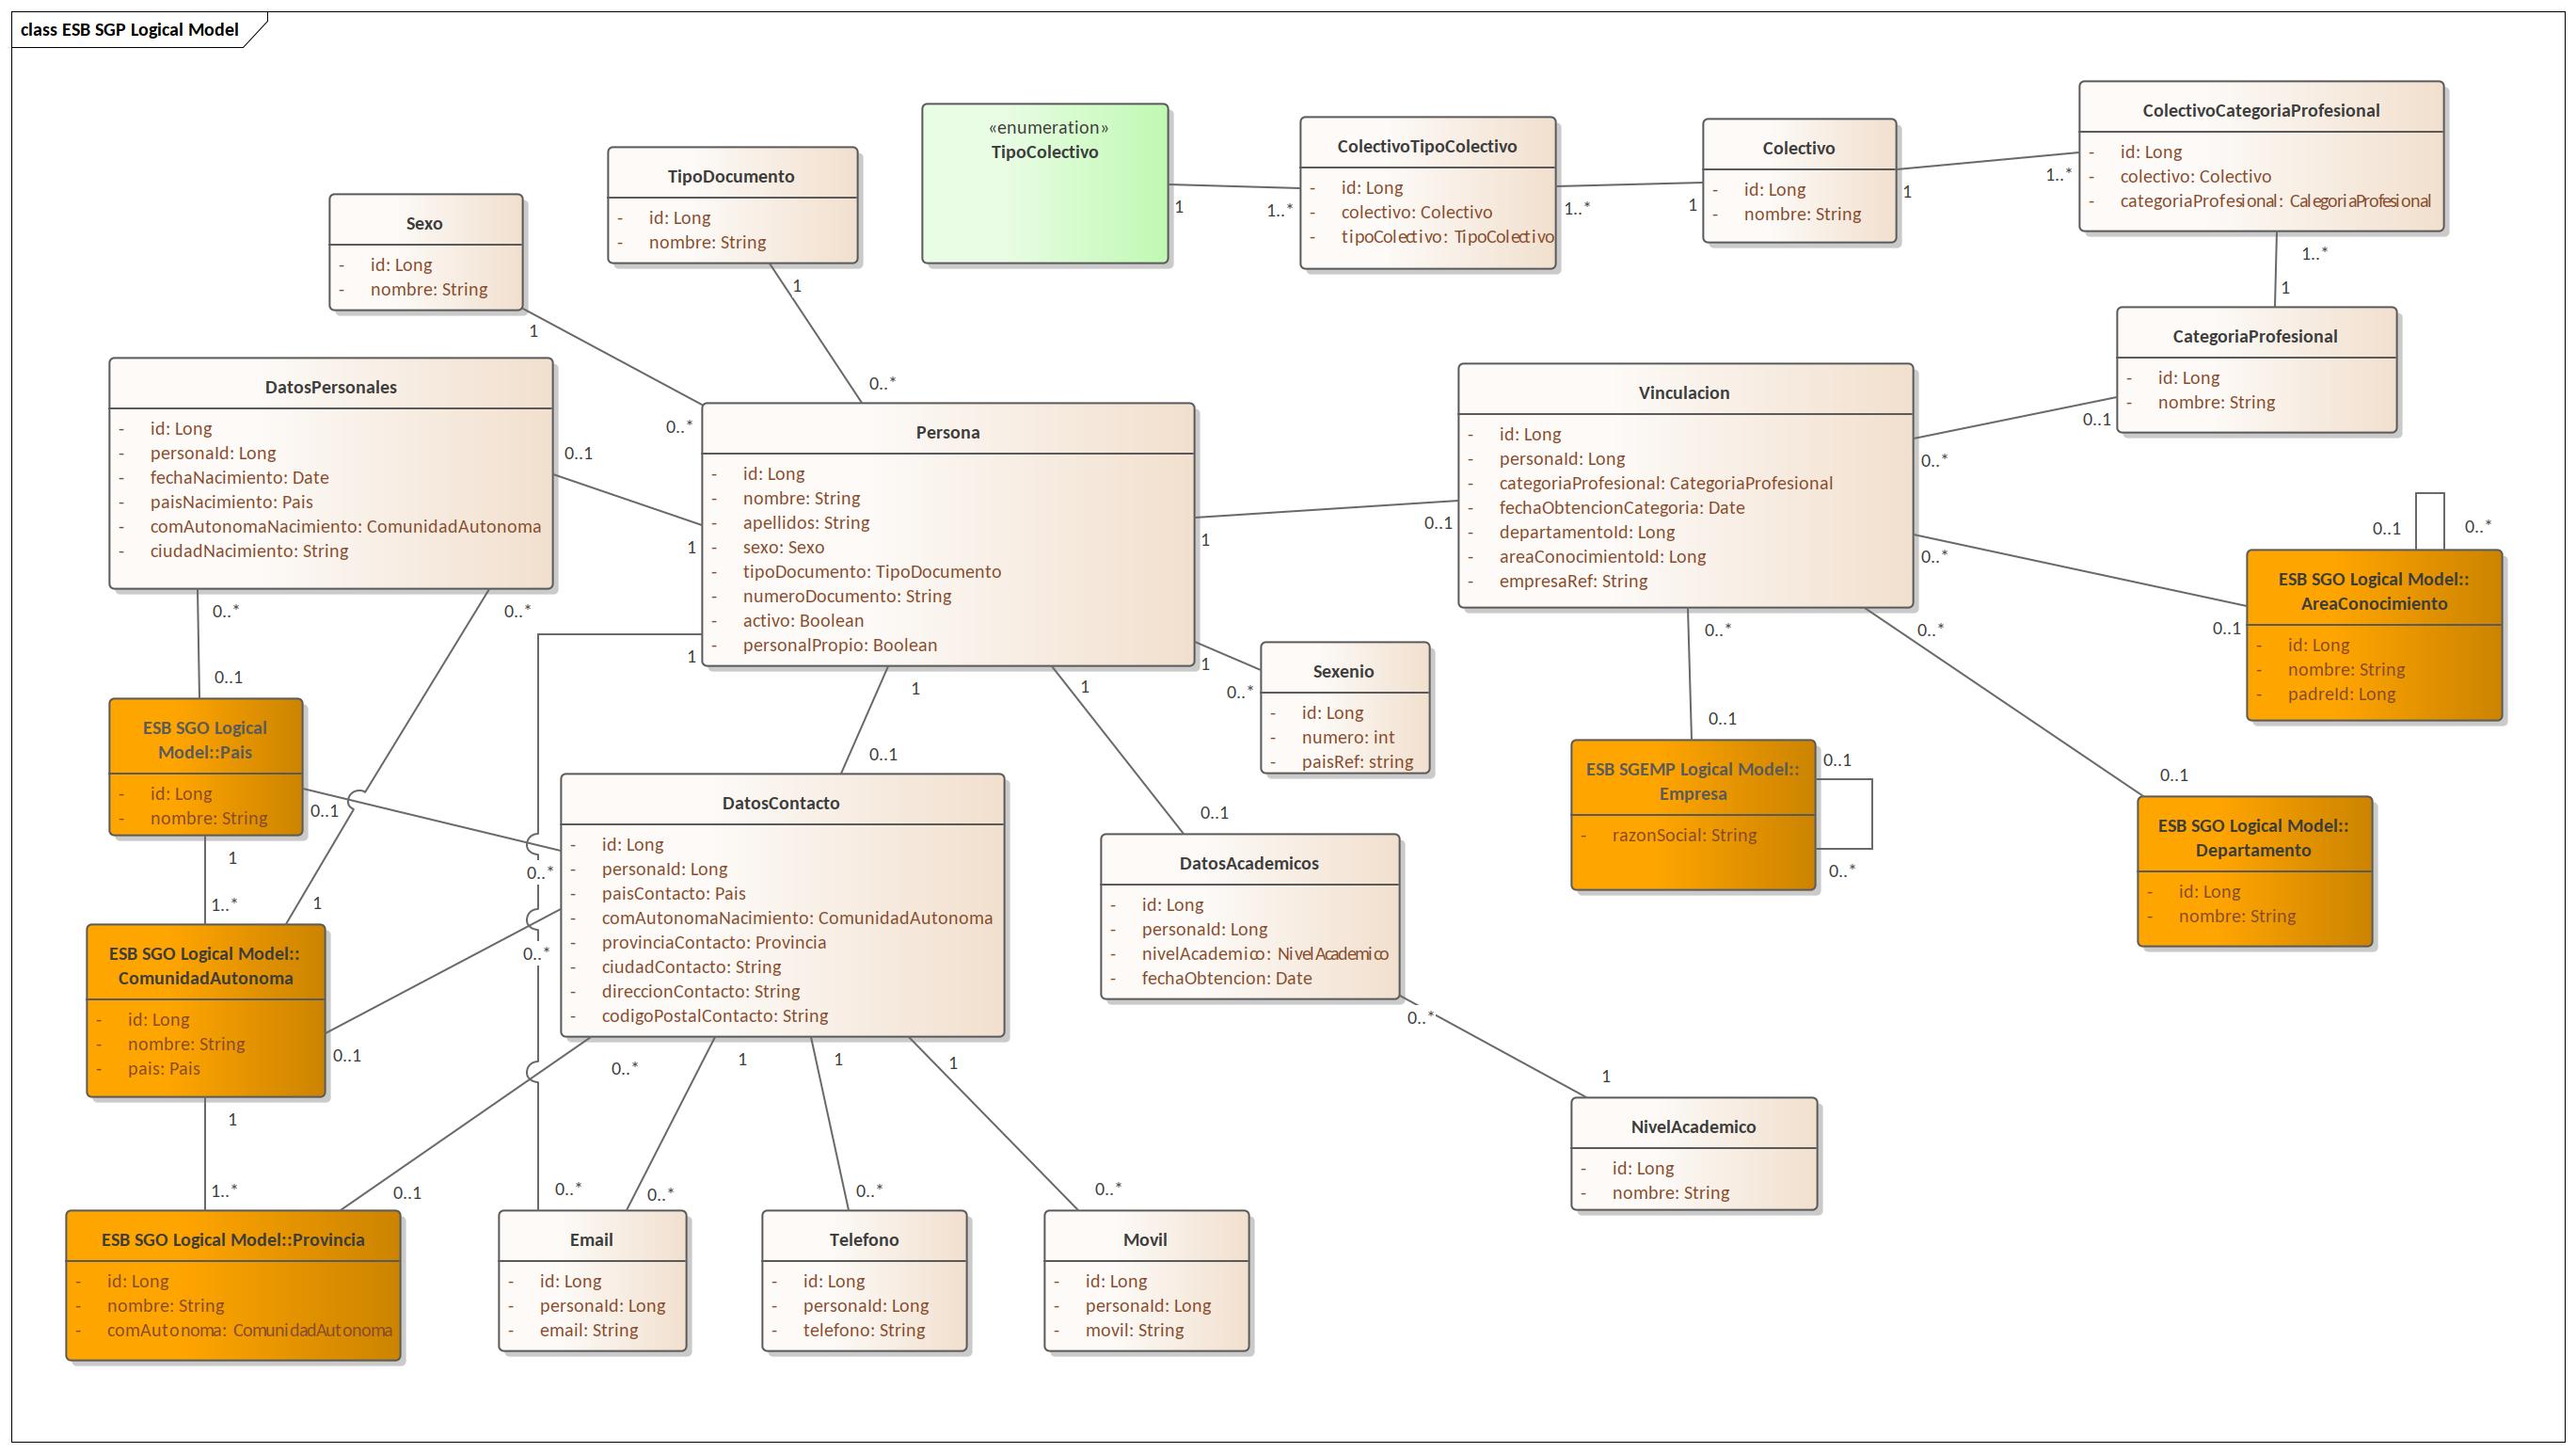 class ESB SGP Logical Model
ColectivoCategoriaProfesional
- id: Long
- colectivo: Colectivo
- categoriaProfesional: CategoriaProfesional
1..*
1..*
«enumeration»
TipoColectivo
1
ColectivoTipoColectivo
- id: Long
- colectivo: Colectivo
- tipoColectivo: TipoColectivo
1..*
1..*
Colectivo
- id: Long
- nombre: String
1
1
TipoDocumento
- id: Long
- nombre: String
1
Sexo
- id: Long
- nombre: String
1
CategoriaProfesional
- id: Long
- nombre: String
1
0..1
DatosPersonales
- id: Long
- personaId: Long
- fechaNacimiento: Date
- paisNacimiento: Pais
- comAutonomaNacimiento: ComunidadAutonoma
- ciudadNacimiento: String
0..1
0..*
0..*
Persona
- id: Long
- nombre: String
- apellidos: String
- sexo: Sexo
- tipoDocumento: TipoDocumento
- numeroDocumento: String
- activo: Boolean
- personalPropio: Boolean
0..*
0..*
1
1
1
1
1
1
Vinculacion
- id: Long
- personaId: Long
- categoriaProfesional: CategoriaProfesional
- fechaObtencionCategoria: Date
- departamentoId: Long
- areaConocimientoId: Long
- empresaRef: String
0..1
0..*
0..*
0..*
0..*
0..1
0..*
ESB SGO Logical Model::
AreaConocimiento
- id: Long
- nombre: String
- padreId: Long
0..1
Sexenio
- id: Long
- numero: int
- paisRef: string
0..*
0..1
ESB SGO Logical
Model::Pais
- id: Long
- nombre: String
0..1
1
0..1
ESB SGEMP Logical Model::
Empresa
- razonSocial: String
0..1
0..*
0..1
ESB SGO Logical Model::
Departamento
- id: Long
- nombre: String
0..1
DatosContacto
- id: Long
- personaId: Long
- paisContacto: Pais
- comAutonomaNacimiento: ComunidadAutonoma
- provinciaContacto: Provincia
- ciudadContacto: String
- direccionContacto: String
- codigoPostalContacto: String
0..*
0..*
0..*
1
1
1
0..1
DatosAcademicos
- id: Long
- personaId: Long
- nivelAcademico: NivelAcademico
- fechaObtencion: Date
0..*
1..*
1
ESB SGO Logical Model::
ComunidadAutonoma
- id: Long
- nombre: String
- pais: Pais
0..1
1
1
NivelAcademico
- id: Long
- nombre: String
1..*
0..1
ESB SGO Logical Model::Provincia
- id: Long
- nombre: String
- comAutonoma: ComunidadAutonoma
0..*
0..*
Email
- id: Long
- personaId: Long
- email: String
0..*
Telefono
- id: Long
- personaId: Long
- telefono: String
0..*
Movil
- id: Long
- personaId: Long
- movil: String